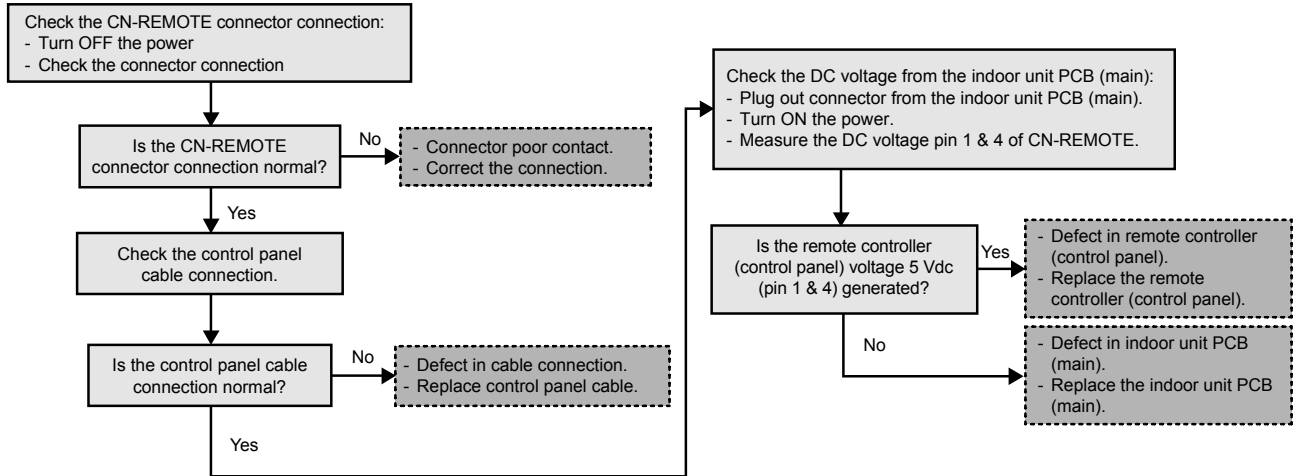 Check the CN-REMOTE connector connection:
- Turn OFF the power
- Check the connector connection
Is the CN-REMOTE
connector connection normal?
No
- Connector poor contact.
- Correct the connection.
Yes
Check the control panel
cable connection.
Is the control panel cable
connection normal?
No
- Defect in cable connection.
- Replace control panel cable.
Yes
Check the DC voltage from the indoor unit PCB (main):
- Plug out connector from the indoor unit PCB (main).
- Turn ON the power.
- Measure the DC voltage pin 1 & 4 of CN-REMOTE.
Is the remote controller
(control panel) voltage 5 Vdc
(pin 1 & 4) generated?
Yes
- Defect in remote controller
(control panel).
- Replace the remote
controller (control panel).
No
- Defect in indoor unit PCB
(main).
- Replace the indoor unit PCB
(main).